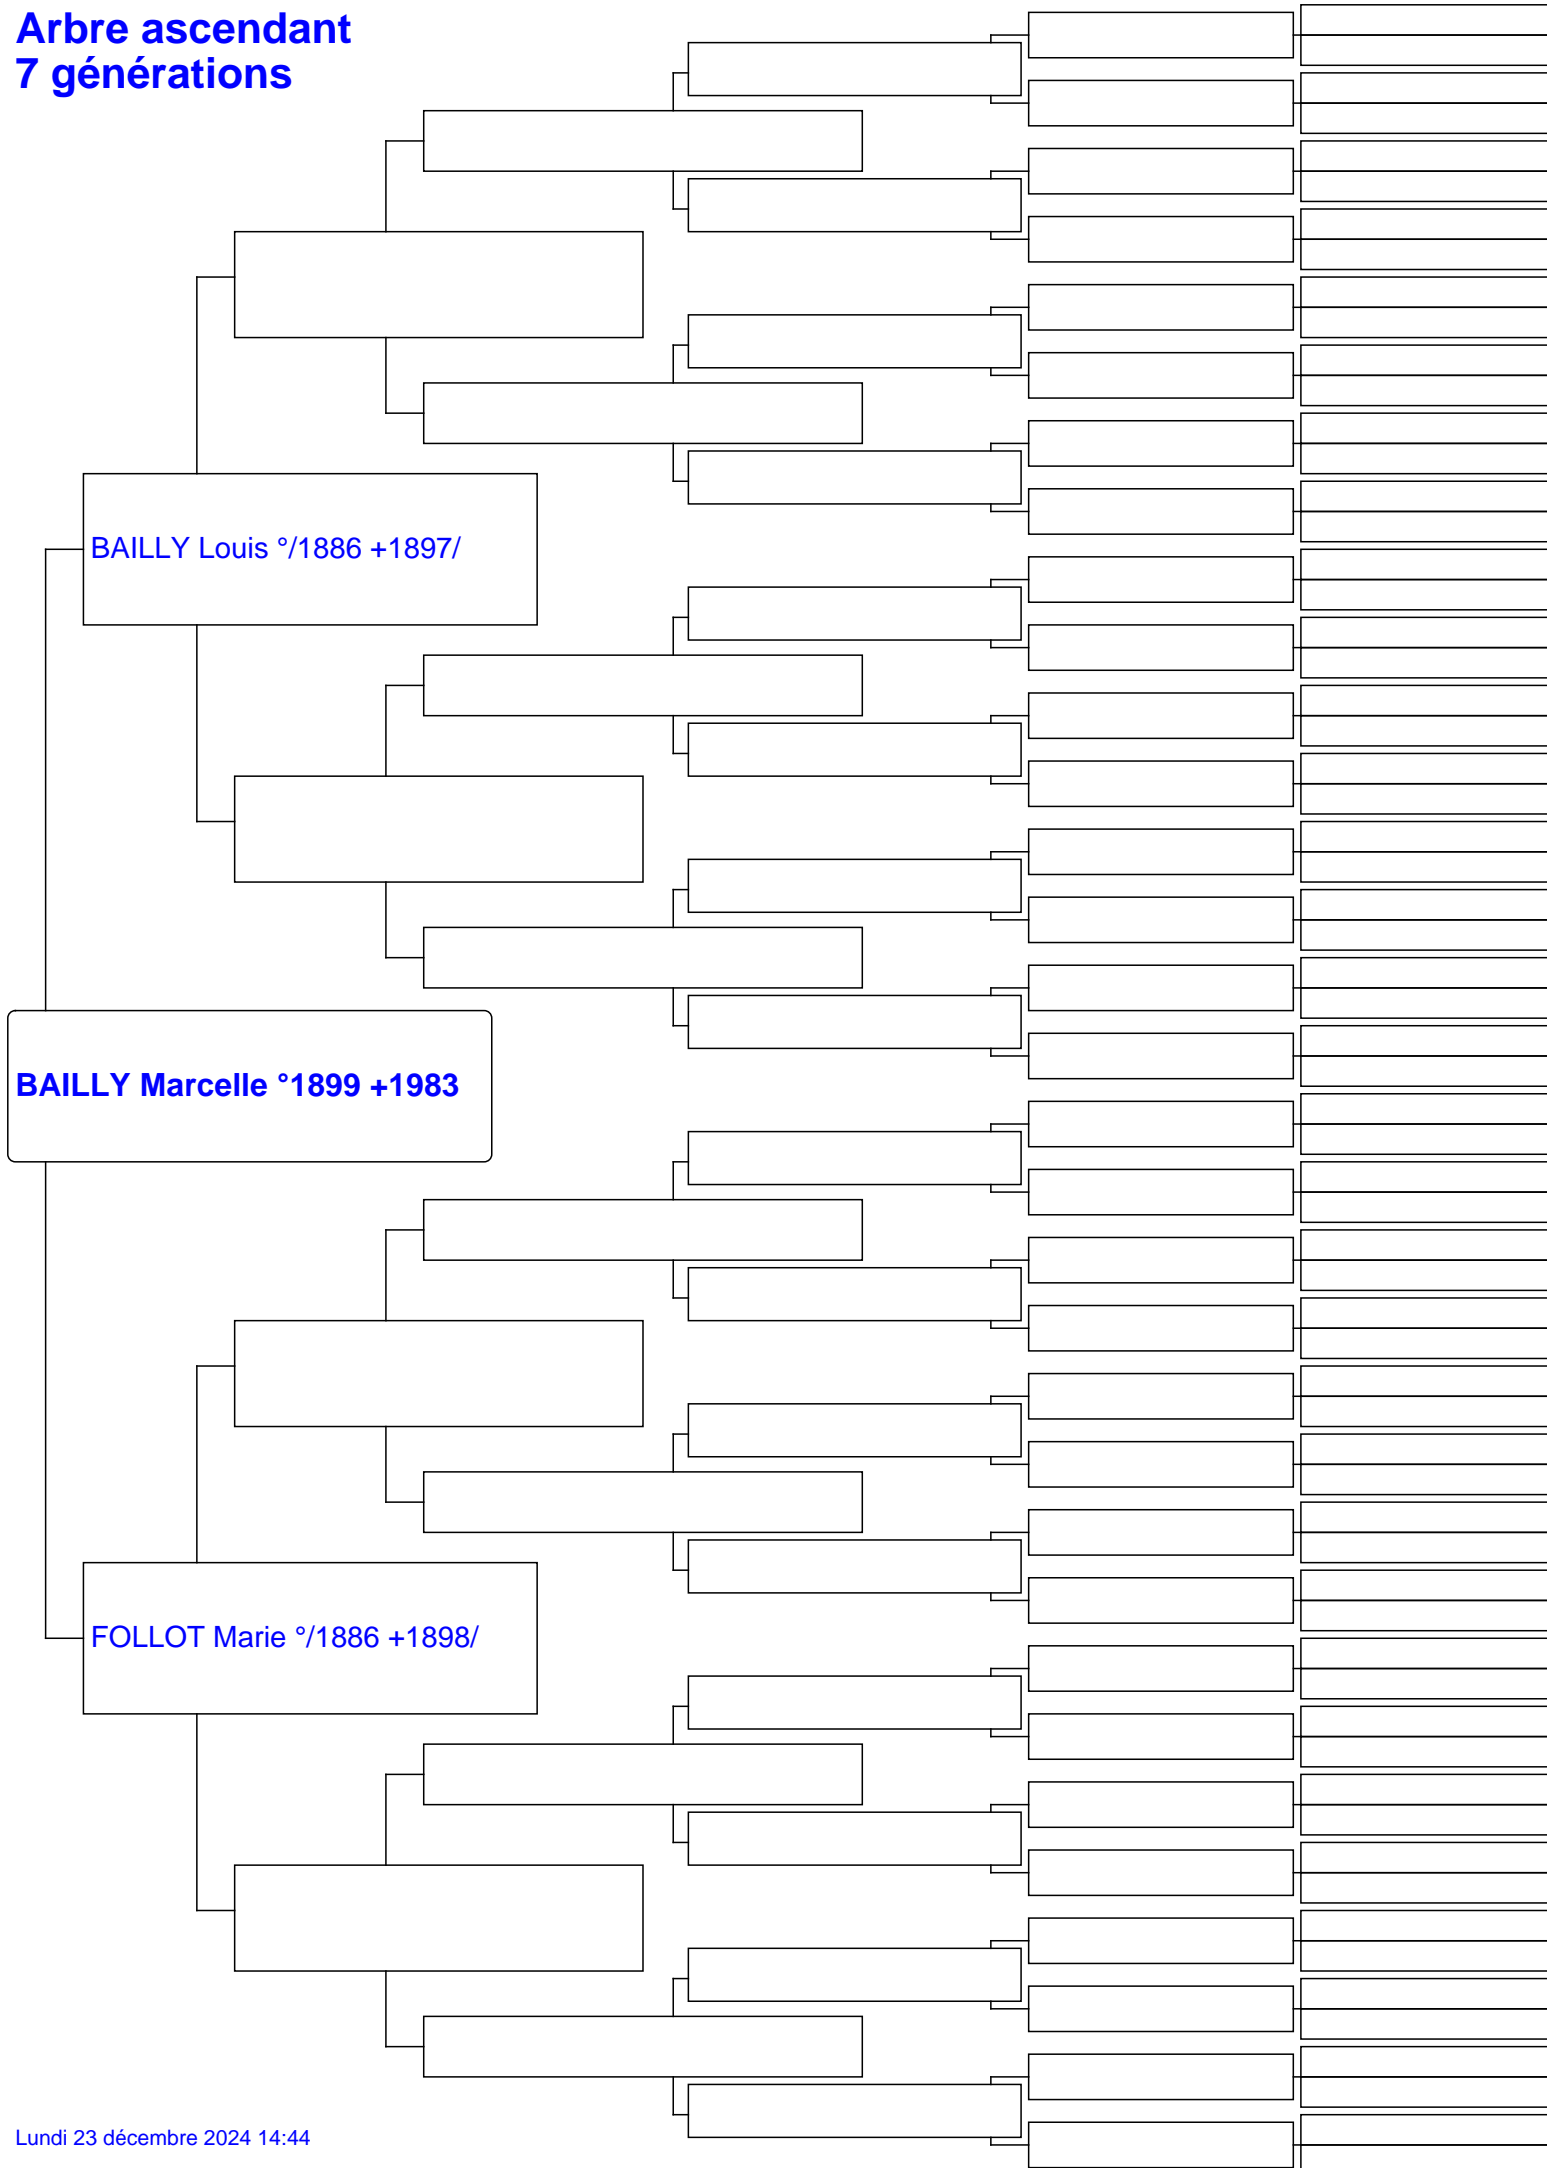 Arbre ascendant
7 générations
BAILLY Louis °/1886 +1897/
BAILLY Marcelle °1899 +1983
FOLLOT Marie °/1886 +1898/
Lundi 23 décembre 2024 14:44